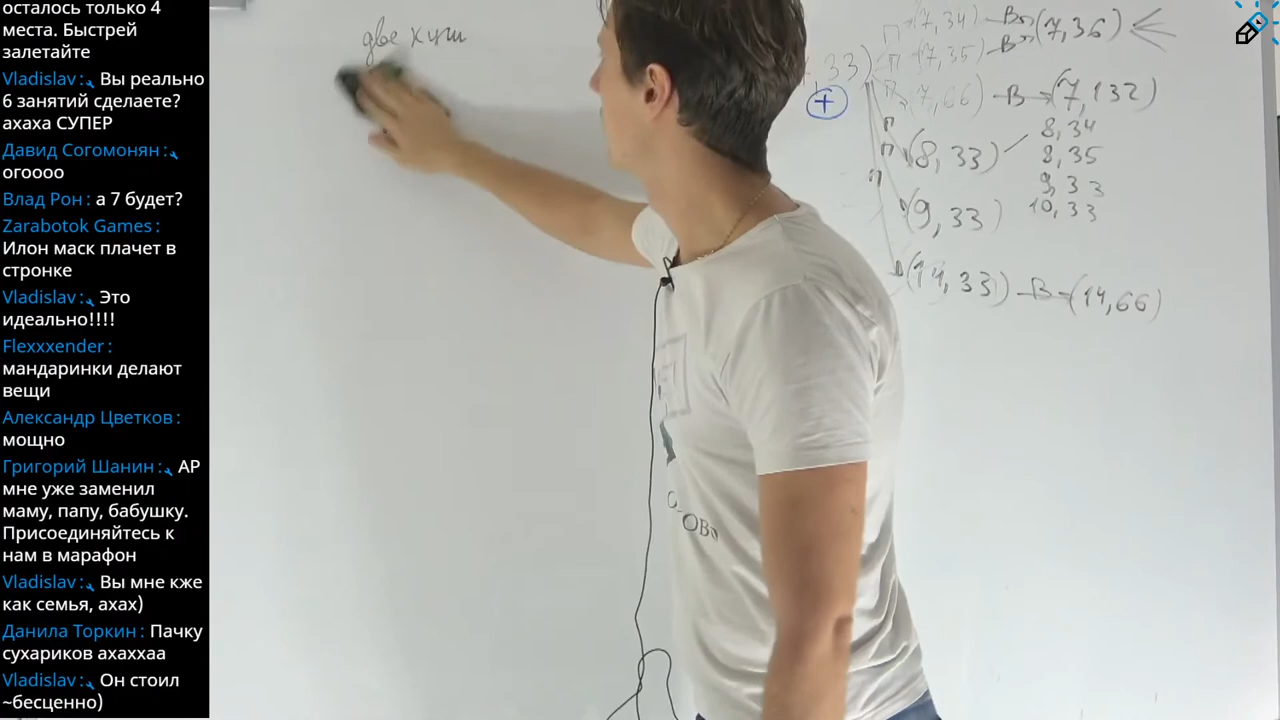 осталось только 4
места. Быстрей
залетайте
Vladislav: Вы реально
6 занятий сделаете?
ахаха СУПЕР
Давид Согомонян:
огоооо
Влад Рон: а 7 будет?
Zarabotok Games:
Илон маск плачет в
стронке
Vladislav: Это
идеально!!!!
Flexxxender:
мандаринки делают
вещи
Александр Цветков:
мощно
Григорий Шанин: АР
мне уже заменил
маму, папу, бабушку.
Присоединяйтесь к
нам в марафон
Vladislav: Вы мне кже
как семья, ахах)
Данила Торкин: Пачку
сухариков ахаххаа
Vladislav: Он стоил
~бесценно)
две кучи
П (7,34) -В- (7,36)
,33) П (7,35) -В
+
П (7,66) -В→ (7,132)
П
П (8,33)
8,34
8,35
9,33
10,33
П (9,33)
(14,33) -В- (14,66)